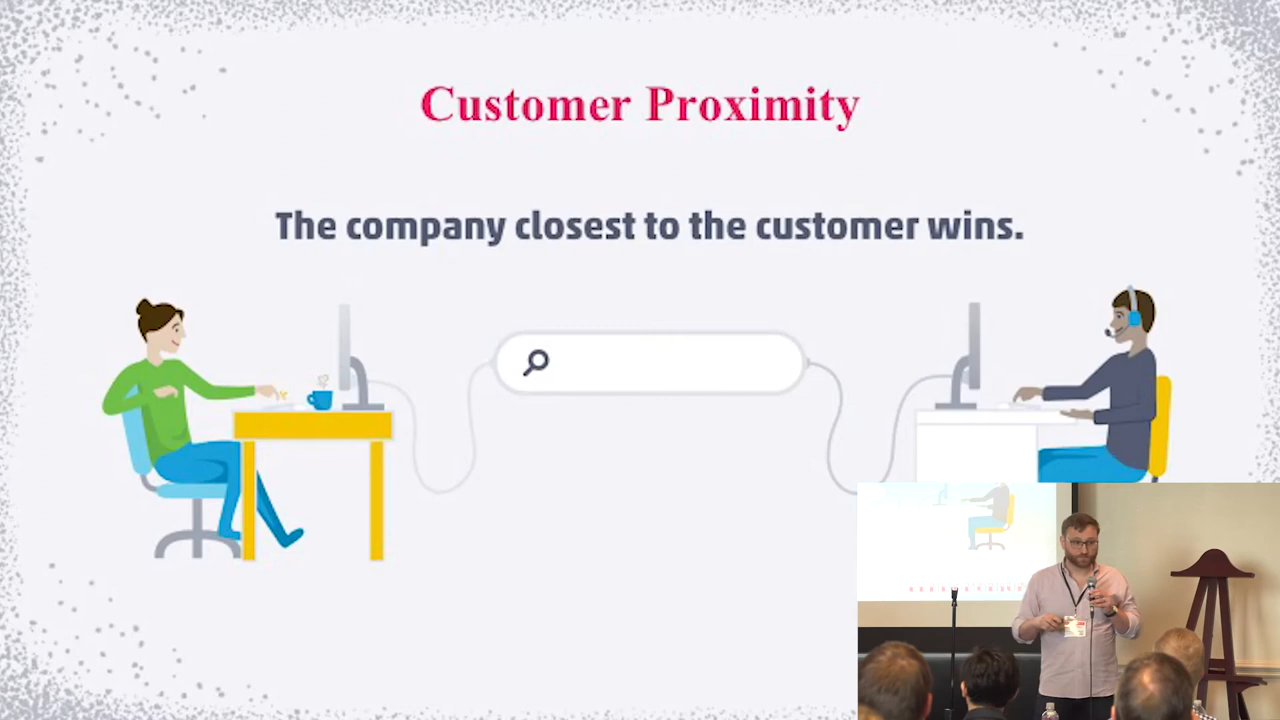 Customer Proximity
The company closest to the customer wins.